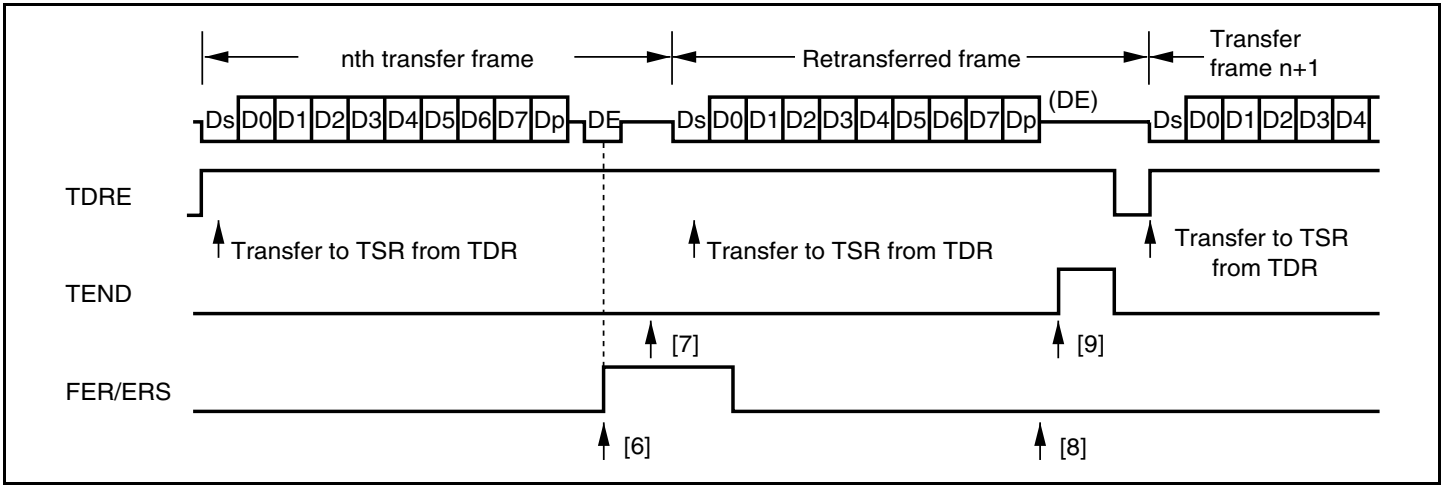 nth transfer frame
Retransferred frame
Transfer
frame n+1
Ds D0 D1 D2 D3 D4 D5 D6 D7 Dp DE
Ds D0 D1 D2 D3 D4 D5 D6 D7 Dp (DE)
Ds D0 D1 D2 D3 D4
TDRE
Transfer to TSR from TDR
Transfer to TSR from TDR
Transfer to TSR
from TDR
TEND
[7]
[9]
FER/ERS
[6]
[8]